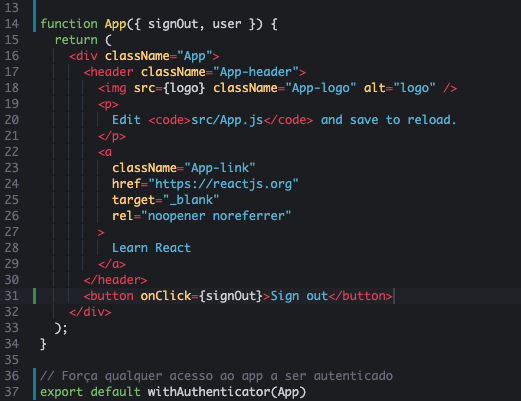 13
14 function App({ signOut, user }) {
15   return (
16     <div className="App">
17       <header className="App-header">
18         <img src={logo} className="App-logo" alt="logo" />
19         <p>
20           Edit <code>src/App.js</code> and save to reload.
21         </p>
22         <a
23           className="App-link"
24           href="https://reactjs.org"
25           target="_blank"
26           rel="noopener noreferrer"
27         >
28           Learn React
29         </a>
30       </header>
31       <button onClick={signOut}>Sign out</button>
32     </div>
33   );
34 }
35
36 // Força qualquer acesso ao app a ser autenticado
37 export default withAuthenticator(App)